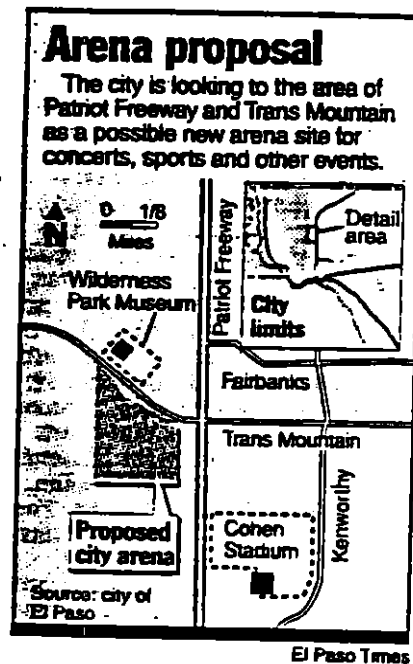 Arena proposal
The city is looking to the area of
Patriot Freeway and Trans Mountain
as a possible new arena site for
concerts, sports and other events.
N
0 1/8
Miles
Wilderness
Park Museum
Patriot Freeway
Detail
area
City
limits
Fairbanks
Trans Mountain
Kenworthy
Proposed
city arena
Cohen
Stadium
Source: city of
El Paso
El Paso Times